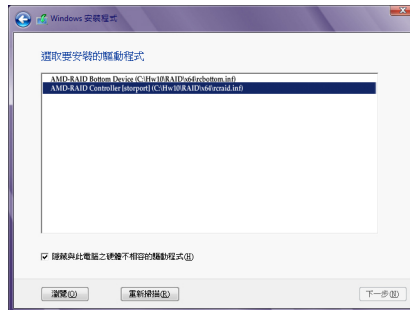 Windows 安裝程式
選取要安裝的驅動程式
AMD-RAID Bottom Device (C:\Hw10\RAID\x64\rcbottom.inf)
AMD-RAID Controller [storport] (C:\Hw10\RAID\x64\rcraid.inf)
隱藏與此電腦之硬體不相容的驅動程式(H)
瀏覽(O) 重新掃描(R) 下一步(N)